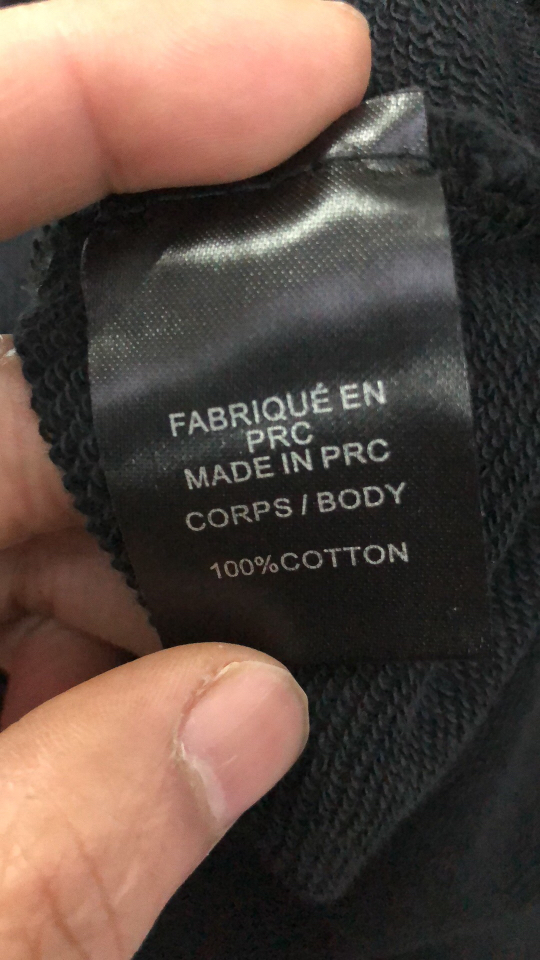 FABRIQUÉ EN
PRC
MADE IN PRC
CORPS / BODY
100%COTTON